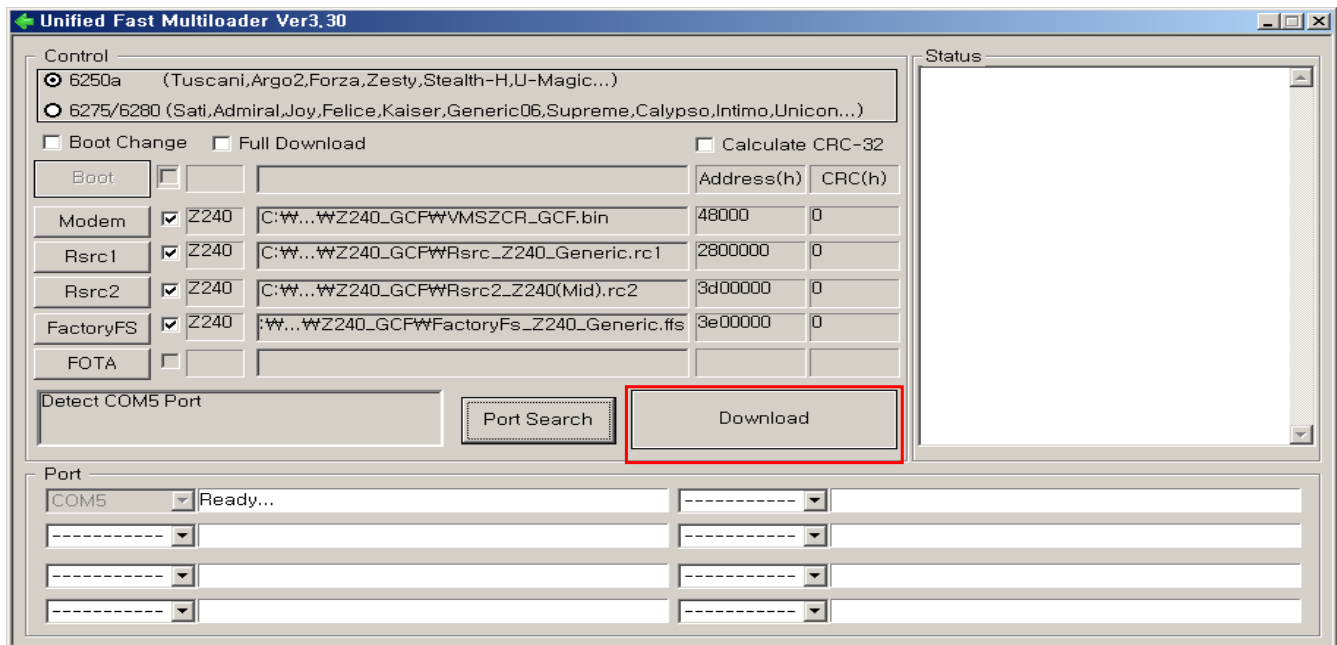 Unified Fast Multiloader Ver3.30
Control
Status
6250a (Tuscani,Argo2,Forza,Zesty,Stealth-H,U-Magic...)
6275/6280 (Sati,Admiral,Joy,Felice,Kaiser,Generic06,Supreme,Calypso,Intimo,Unicon...)
Boot Change Full Download Calculate CRC-32
Boot Address(h) CRC(h)
Modem Z240 C:₩...₩Z240_GCF₩VMSZCR_GCF.bin 48000 0
Rsrc1 Z240 C:₩...₩Z240_GCF₩Rsrc_Z240_Generic.rc1 2800000 0
Rsrc2 Z240 C:₩...₩Z240_GCF₩Rsrc2_Z240(Mid).rc2 3d00000 0
FactoryFS Z240 :₩...₩Z240_GCF₩FactoryFs_Z240_Generic.ffs 3e00000 0
FOTA
Detect COM5 Port
Port Search Download
Port
COM5 Ready... -----------
----------- -----------
----------- -----------
----------- -----------